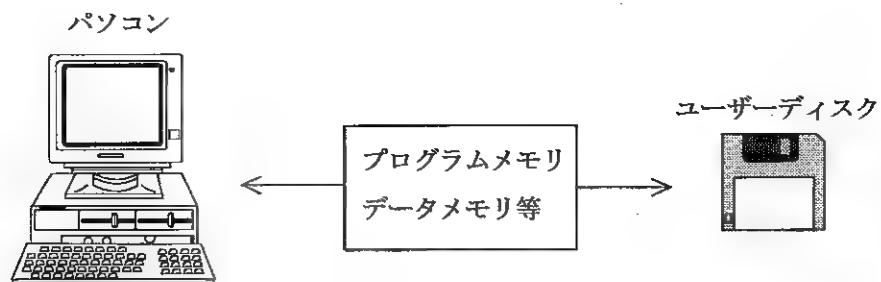 パソコン
プログラムメモリ
データメモリ等
ユーザーディスク